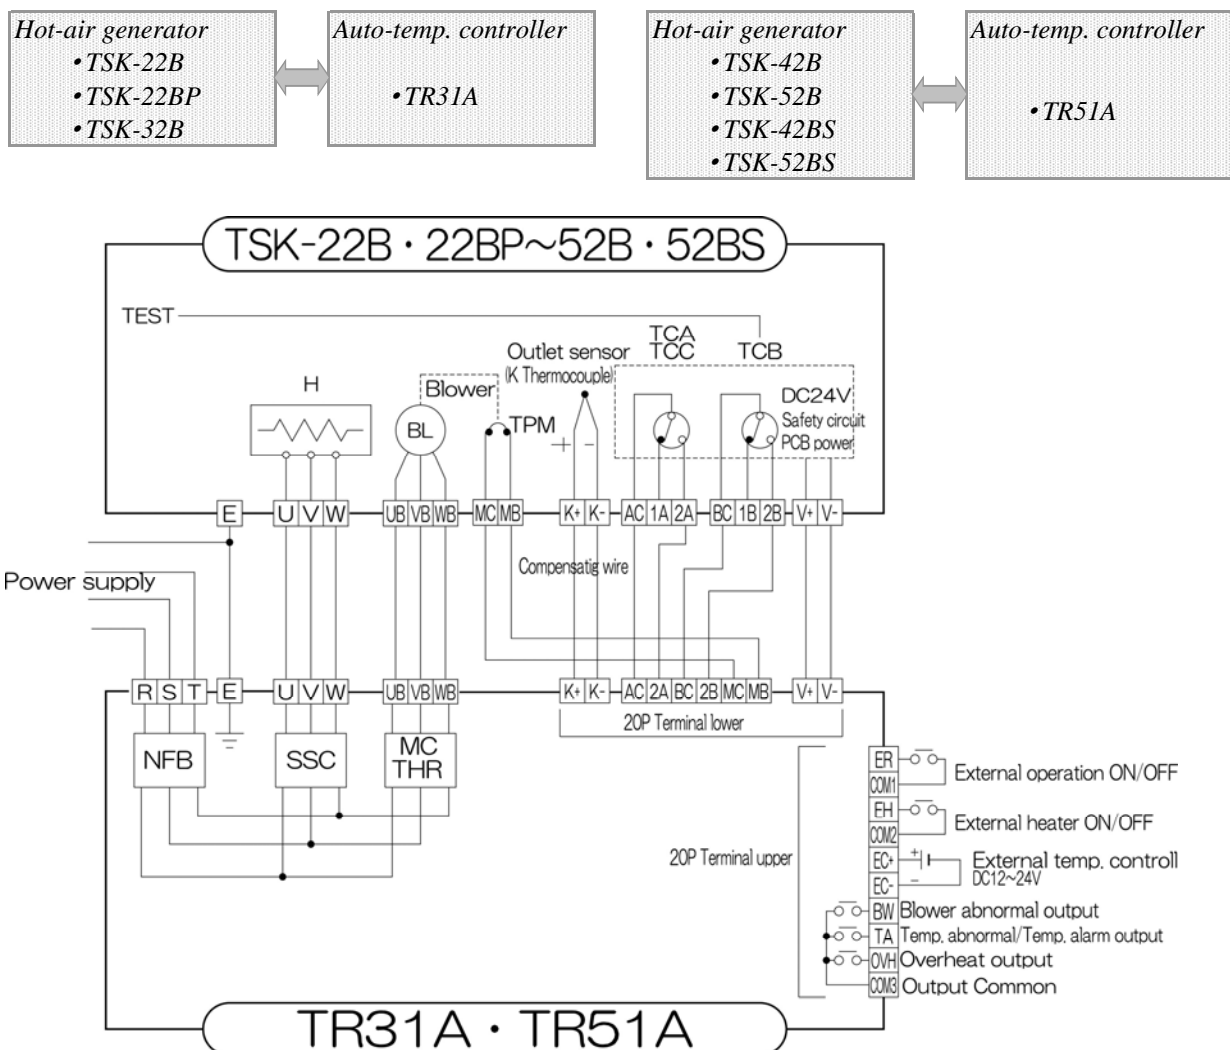 Hot-air generator
•TSK-22B
•TSK-22BP
•TSK-32B
Auto-temp. controller
•TR31A
Hot-air generator
•TSK-42B
•TSK-52B
•TSK-42BS
•TSK-52BS
Auto-temp. controller
•TR51A
TSK-22B・22BP~52B・52BS
TEST
TCA
TCC
TCB
Outlet sensor
(K Thermocouple)
H
Blower
BL
TPM
+ -
DC24V
Safety circuit
PCB power
E U V W UB VB WB MC MB K+ K- AC 1A 2A BC 1B 2B V+ V-
Compensatig wire
Power supply
R S T E U V W UB VB WB K+ K- AC 2A BC 2B MC MB V+ V-
20P Terminal lower
NFB
SSC
MC
THR
20P Terminal upper
ER
COM1
External operation ON/OFF
EH
COM2
External heater ON/OFF
EC+
+
External temp. controll
EC-
-
DC12~24V
BW Blower abnormal output
TA Temp. abnormal/Temp. alarm output
OVH Overheat output
COM3 Output Common
TR31A・TR51A